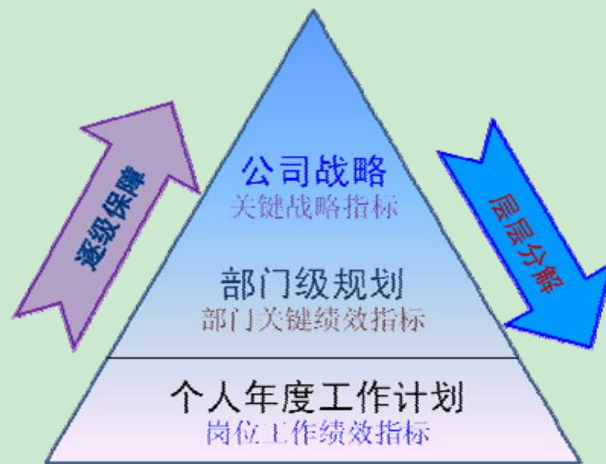 公司战略
关键战略指标
逐级保障
层层分解
部门级规划
部门关键绩效指标
个人年度工作计划
岗位工作绩效指标